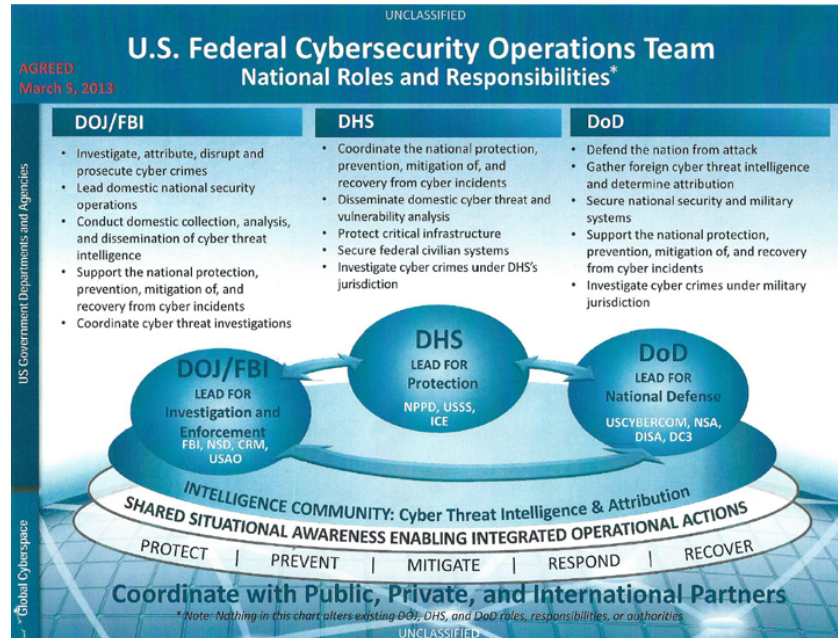 UNCLASSIFIED
U.S. Federal Cybersecurity Operations Team
National Roles and Responsibilities*
AGREED
March 5, 2013
US Government Departments and Agencies
DOJ/FBI
• Investigate, attribute, disrupt and
prosecute cyber crimes
• Lead domestic national security
operations
• Conduct domestic collection, analysis,
and dissemination of cyber threat
intelligence
• Support the national protection,
prevention, mitigation of, and
recovery from cyber incidents
• Coordinate cyber threat investigations
DHS
• Coordinate the national protection,
prevention, mitigation of, and
recovery from cyber incidents
• Disseminate domestic cyber threat and
vulnerability analysis
• Protect critical infrastructure
• Secure federal civilian systems
• Investigate cyber crimes under DHS's
jurisdiction
DoD
• Defend the nation from attack
• Gather foreign cyber threat intelligence
and determine attribution
• Secure national security and military
systems
• Support the national protection,
prevention, mitigation of, and recovery
from cyber incidents
• Investigate cyber crimes under military
jurisdiction
DOJ/FBI
LEAD FOR
Investigation and
Enforcement
FBI, NSD, CRM,
USAO
DHS
LEAD FOR
Protection
NPPD, USSS,
ICE
DoD
LEAD FOR
National Defense
USCYBERCOM, NSA,
DISA, DC3
INTELLIGENCE COMMUNITY: Cyber Threat Intelligence & Attribution
SHARED SITUATIONAL AWARENESS ENABLING INTEGRATED OPERATIONAL ACTIONS
PROTECT | PREVENT | MITIGATE | RESPOND | RECOVER
Global Cyberspace
Coordinate with Public, Private, and International Partners
* Note: Nothing in this chart alters existing DOJ, DHS, and DoD roles, responsibilities, or authorities
UNCLASSIFIED